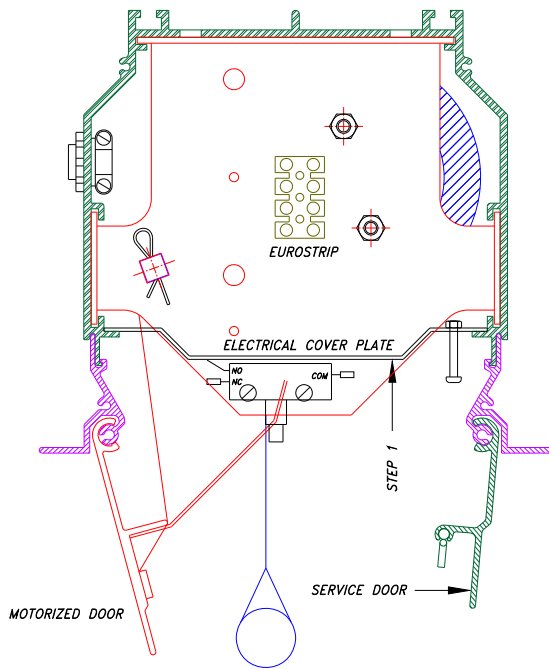 EUROSTRIP
ELECTRICAL COVER PLATE
NO
NC
COM
STEP 1
SERVICE DOOR
MOTORIZED DOOR